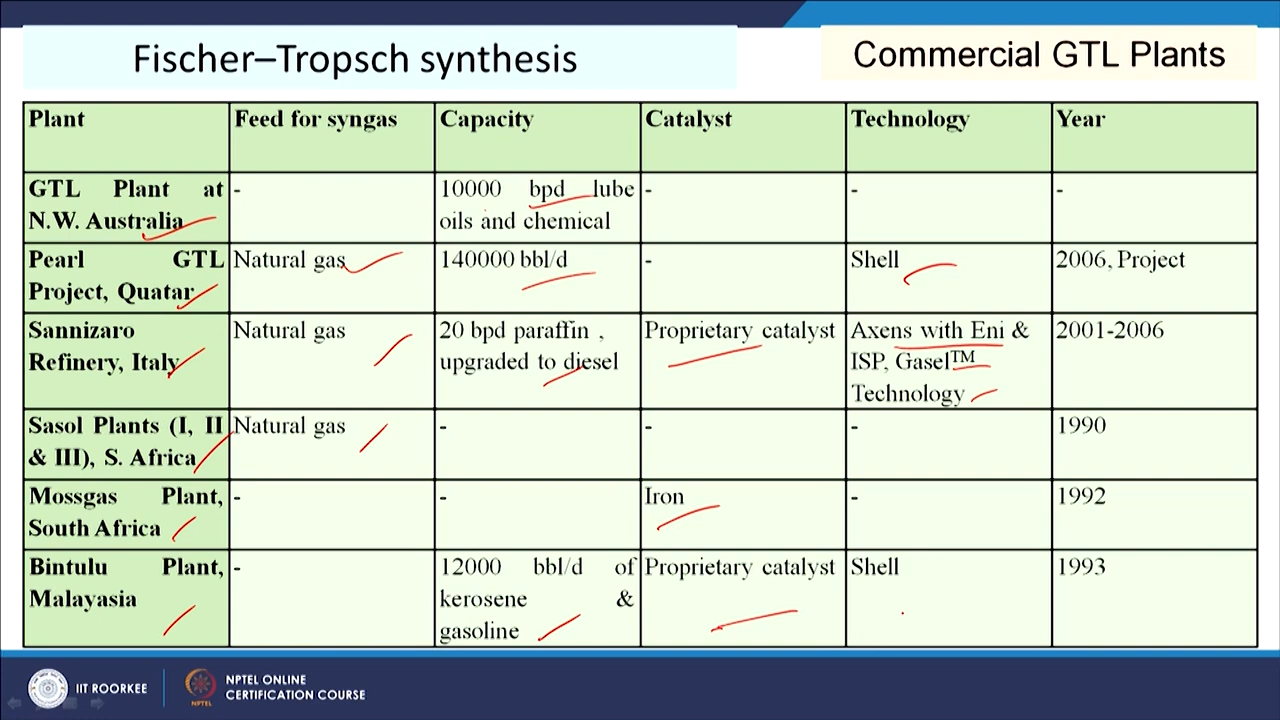 Fischer–Tropsch synthesis
Commercial GTL Plants
Plant Feed for syngas Capacity Catalyst Technology Year
GTL Plant at - 10000 bpd lube - - -
N.W. Australia oils and chemical
Pearl GTL Natural gas 140000 bbl/d - Shell 2006, Project
Project, Quatar
Sannizaro Natural gas 20 bpd paraffin , Proprietary catalyst Axens with Eni & 2001-2006
Refinery, Italy upgraded to diesel ISP, Gasel™
Technology
Sasol Plants (I, II Natural gas - - - 1990
& III), S. Africa
Mossgas Plant, - - Iron - 1992
South Africa
Bintulu Plant, - 12000 bbl/d of Proprietary catalyst Shell 1993
Malayasia kerosene &
gasoline
IIT ROORKEE
NPTEL
NPTEL ONLINE
CERTIFICATION COURSE